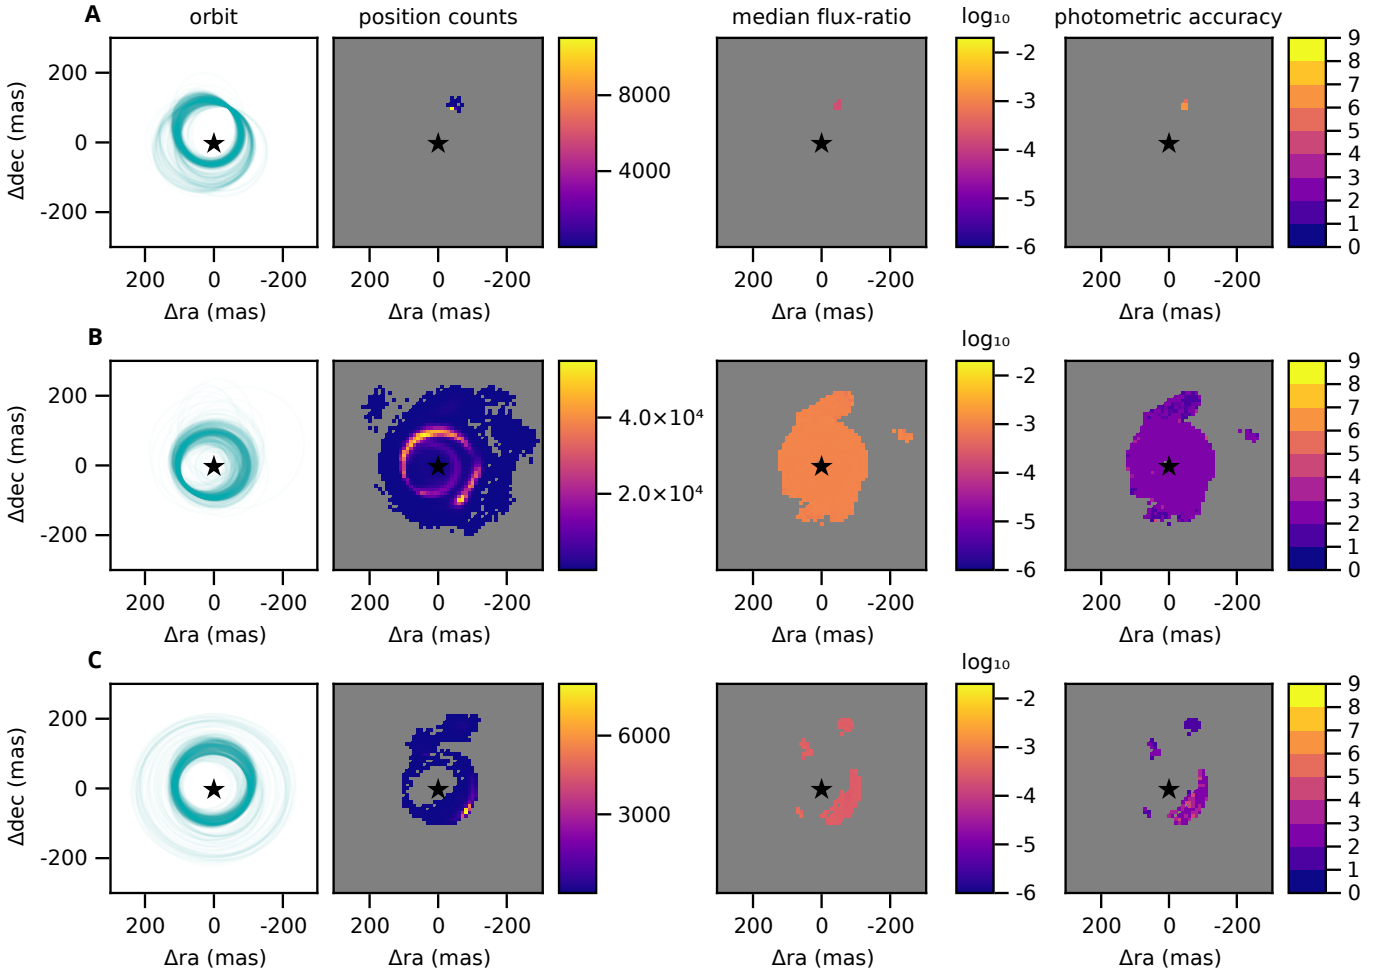 A orbit position counts median flux-ratio log₁₀ photometric accuracy
Δdec (mas) 200 0 -200
8000 4000
-2 -3 -4 -5 -6
9 8 7 6 5 4 3 2 1 0
200 0 -200 200 0 -200 200 0 -200 200 0 -200
Δra (mas) Δra (mas) Δra (mas) Δra (mas)
B log₁₀
Δdec (mas) 200 0 -200
4.0×10⁴ 2.0×10⁴
-2 -3 -4 -5 -6
9 8 7 6 5 4 3 2 1 0
200 0 -200 200 0 -200 200 0 -200 200 0 -200
Δra (mas) Δra (mas) Δra (mas) Δra (mas)
C log₁₀
Δdec (mas) 200 0 -200
6000 3000
-2 -3 -4 -5 -6
9 8 7 6 5 4 3 2 1 0
200 0 -200 200 0 -200 200 0 -200 200 0 -200
Δra (mas) Δra (mas) Δra (mas) Δra (mas)